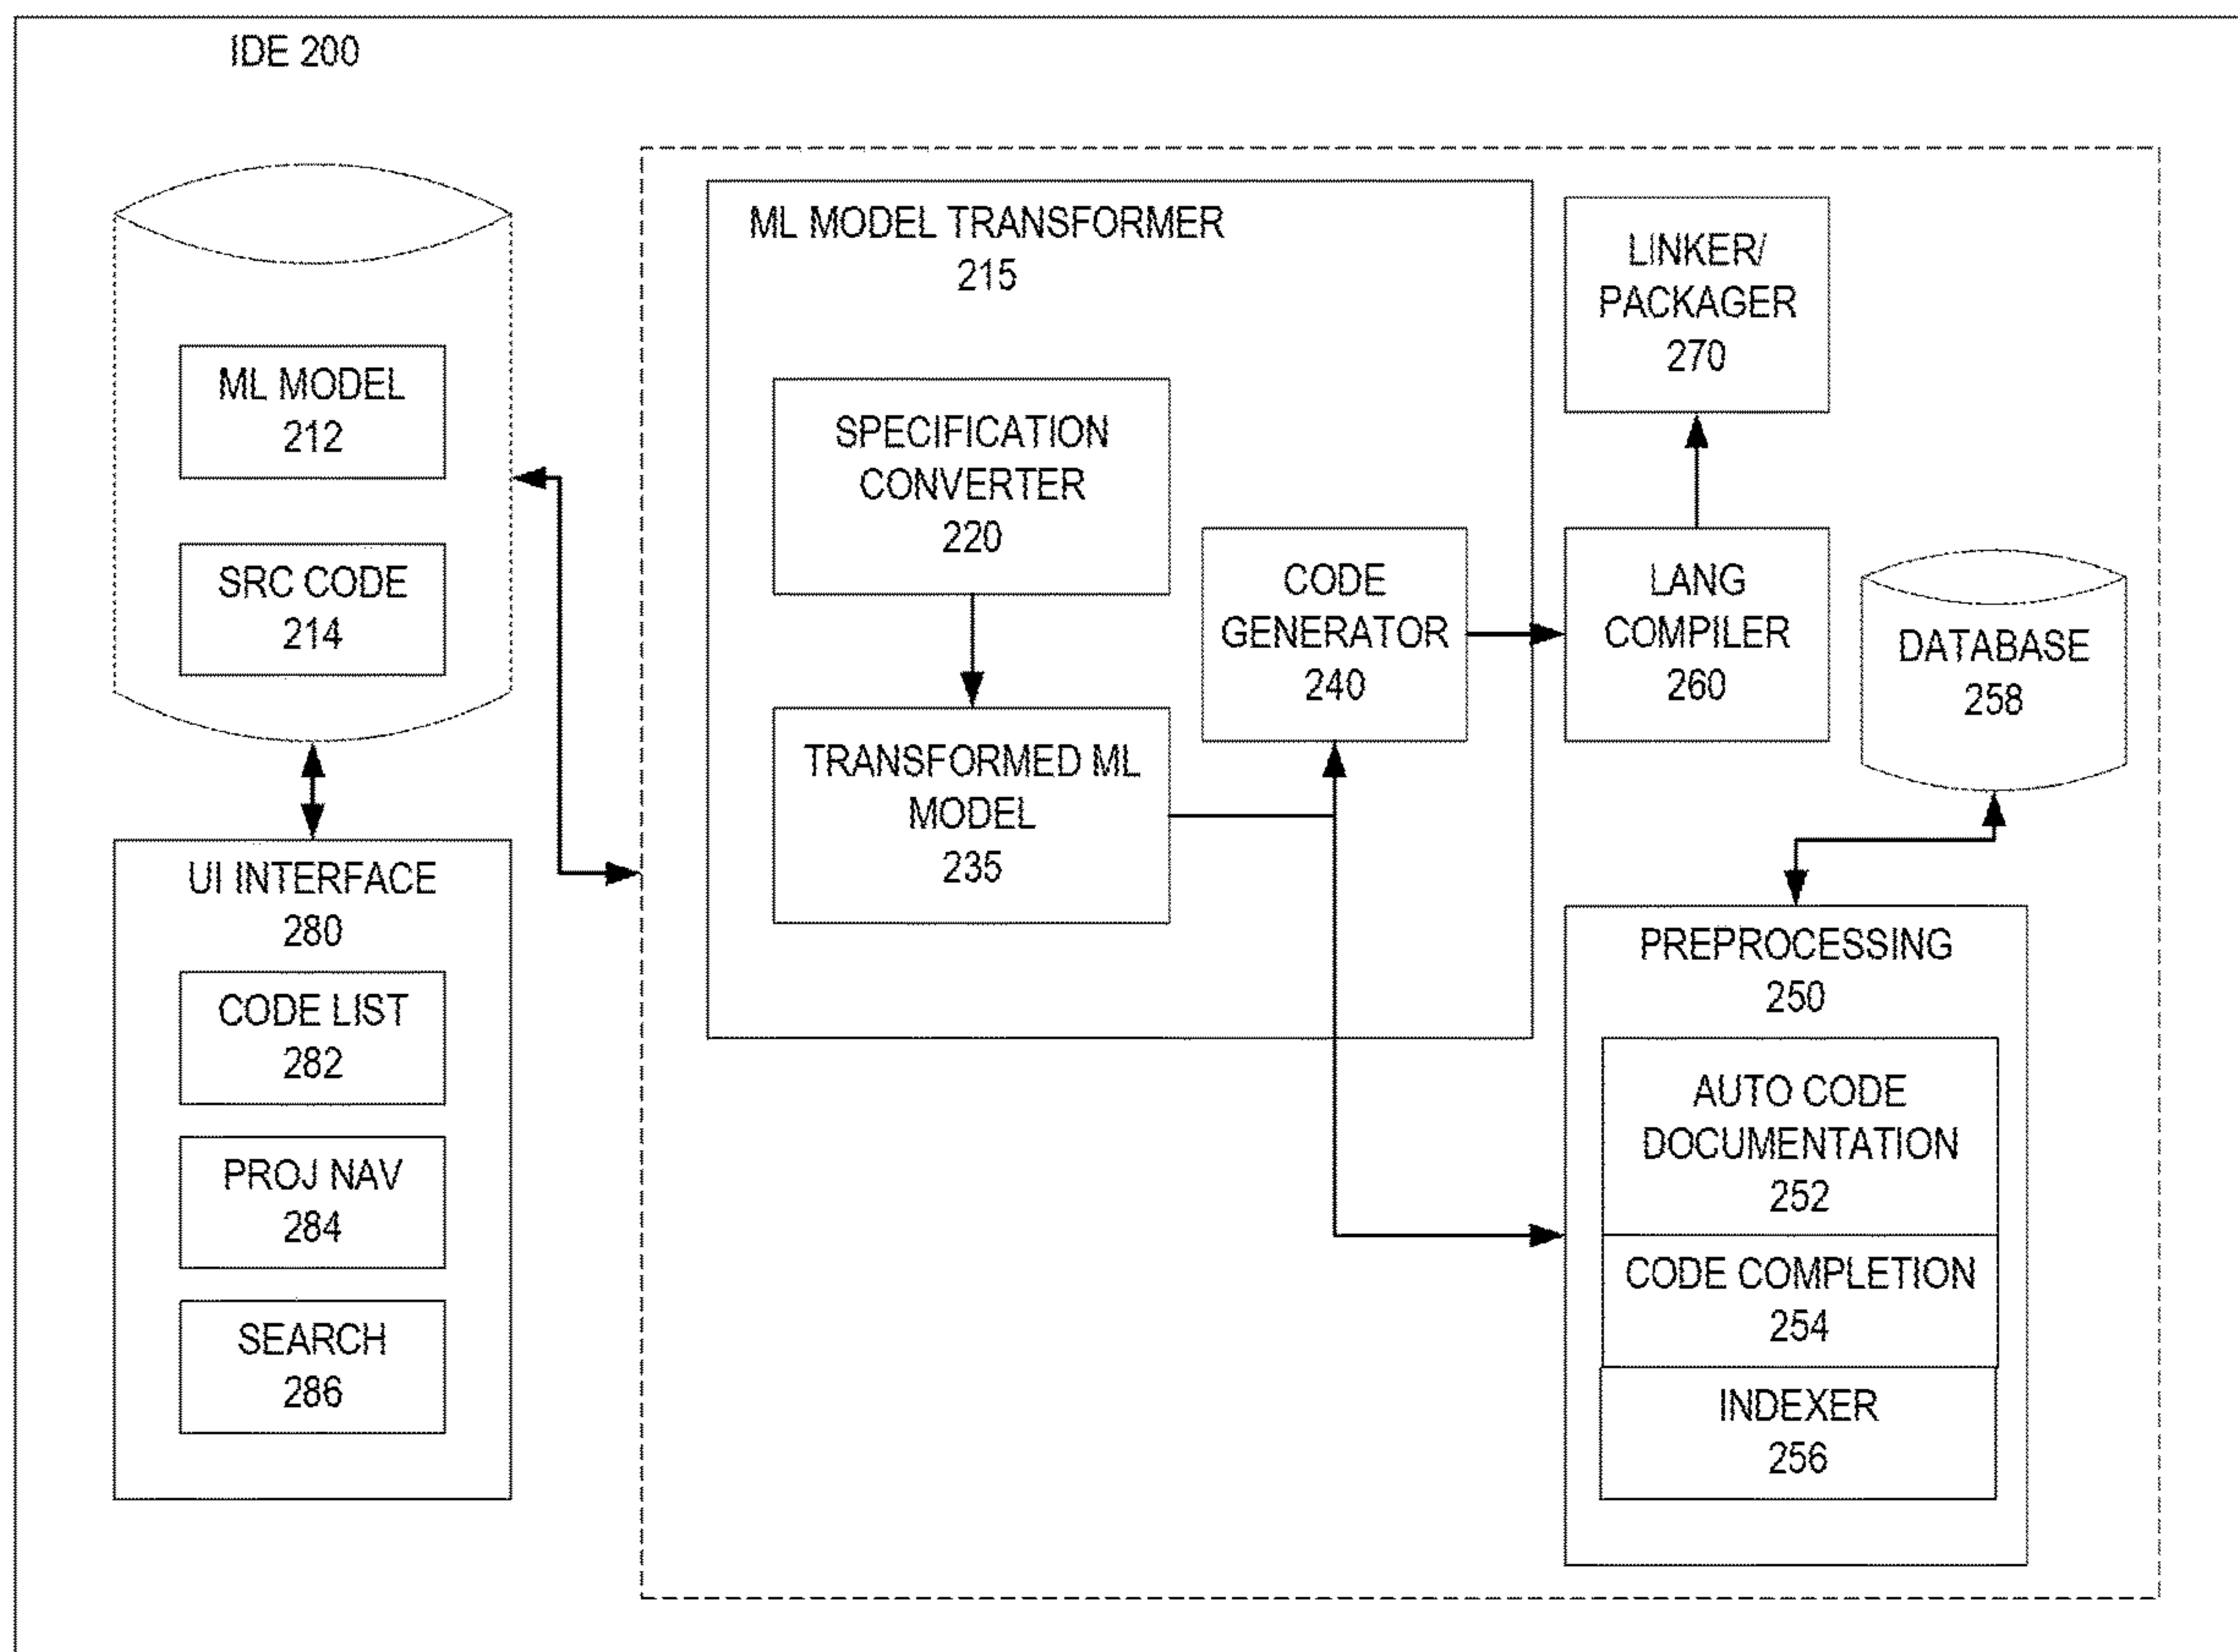 IDE 200
ML MODEL
212
SRC CODE
214
UI INTERFACE
280
CODE LIST
282
PROJ NAV
284
SEARCH
286
ML MODEL TRANSFORMER
215
SPECIFICATION
CONVERTER
220
TRANSFORMED ML
MODEL
235
CODE
GENERATOR
240
LINKER/
PACKAGER
270
LANG
COMPILER
260
DATABASE
258
PREPROCESSING
250
AUTO CODE
DOCUMENTATION
252
CODE COMPLETION
254
INDEXER
256